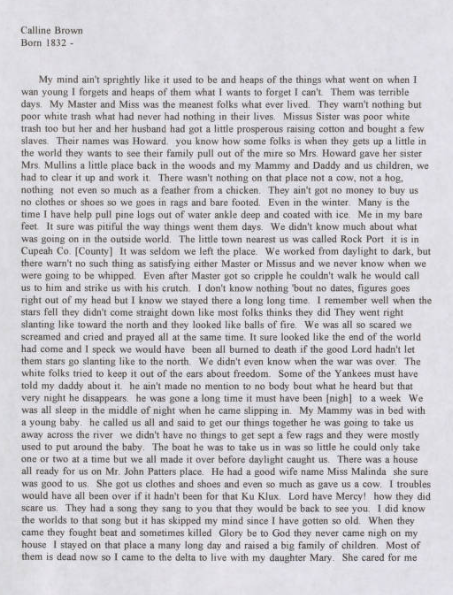 Calline Brown
Born 1832 -
My mind ain't sprightly like it used to be and heaps of the things what went on when I
wan young I forgets and heaps of them what I wants to forget I can't. Them was terrible
days. My Master and Miss was the meanest folks what ever lived. They warn't nothing but
poor white trash what had never had nothing in their lives. Missus Sister was poor white
trash too but her and her husband had got a little prosperous raising cotton and bought a few
slaves. Their names was Howard. you know how some folks is when they gets up a little in
the world they wants to see their family pull out of the mire so Mrs. Howard gave her sister
Mrs. Mullins a little place back in the woods and my Mammy and Daddy and us children, we
had to clear it up and work it. There wasn't nothing on that place not a cow, not a hog,
nothing not even so much as a feather from a chicken. They ain't got no money to buy us
no clothes or shoes so we goes in rags and bare footed. Even in the winter. Many is the
time I have help pull pine logs out of water ankle deep and coated with ice. Me in my bare
feet. It sure was pitiful the way things went them days. We didn't know much about what
was going on in the outside world. The little town nearest us was called Rock Port it is in
Cupeah Co. [County] It was seldom we left the place. We worked from daylight to dark, but
there warn't no such thing as satisfying either Master or Missus and we never know when we
were going to be whipped. Even after Master got so cripple he couldn't walk he would call
us to him and strike us with his crutch. I don't know nothing 'bout no dates, figures goes
right out of my head but I know we stayed there a long long time. I remember well when the
stars fell they didn't come straight down like most folks thinks they did They went right
slanting like toward the north and they looked like balls of fire. We was all so scared we
screamed and cried and prayed all at the same time. It sure looked like the end of the world
had come and I speck we would have been all burned to death if the good Lord hadn't let
them stars go slanting like to the north. We didn't even know when the war was over. The
white folks tried to keep it out of the ears about freedom. Some of the Yankees must have
told my daddy about it. he ain't made no mention to no body bout what he heard but that
very night he disappears. he was gone a long time it must have been [nigh] to a week We
was all sleep in the middle of night when he came slipping in. My Mammy was in bed with
a young baby. he called us all and said to get our things together he was going to take us
away across the river we didn't have no things to get sept a few rags and they were mostly
used to put around the baby. The boat he was to take us in was so little he could only take
one or two at a time but we all made it over before daylight caught us. There was a house
all ready for us on Mr. John Patters place. He had a good wife name Miss Malinda she sure
was good to us. She got us clothes and shoes and even so much as gave us a cow. I troubles
would have all been over if it hadn't been for that Ku Klux. Lord have Mercy! how they did
scare us. They had a song they sang to you that they would be back to see you. I did know
the worlds to that song but it has skipped my mind since I have gotten so old. When they
came they fought beat and sometimes killed Glory be to God they never came nigh on my
house I stayed on that place a many long day and raised a big family of children. Most of
them is dead now so I came to the delta to live with my daughter Mary. She cared for me